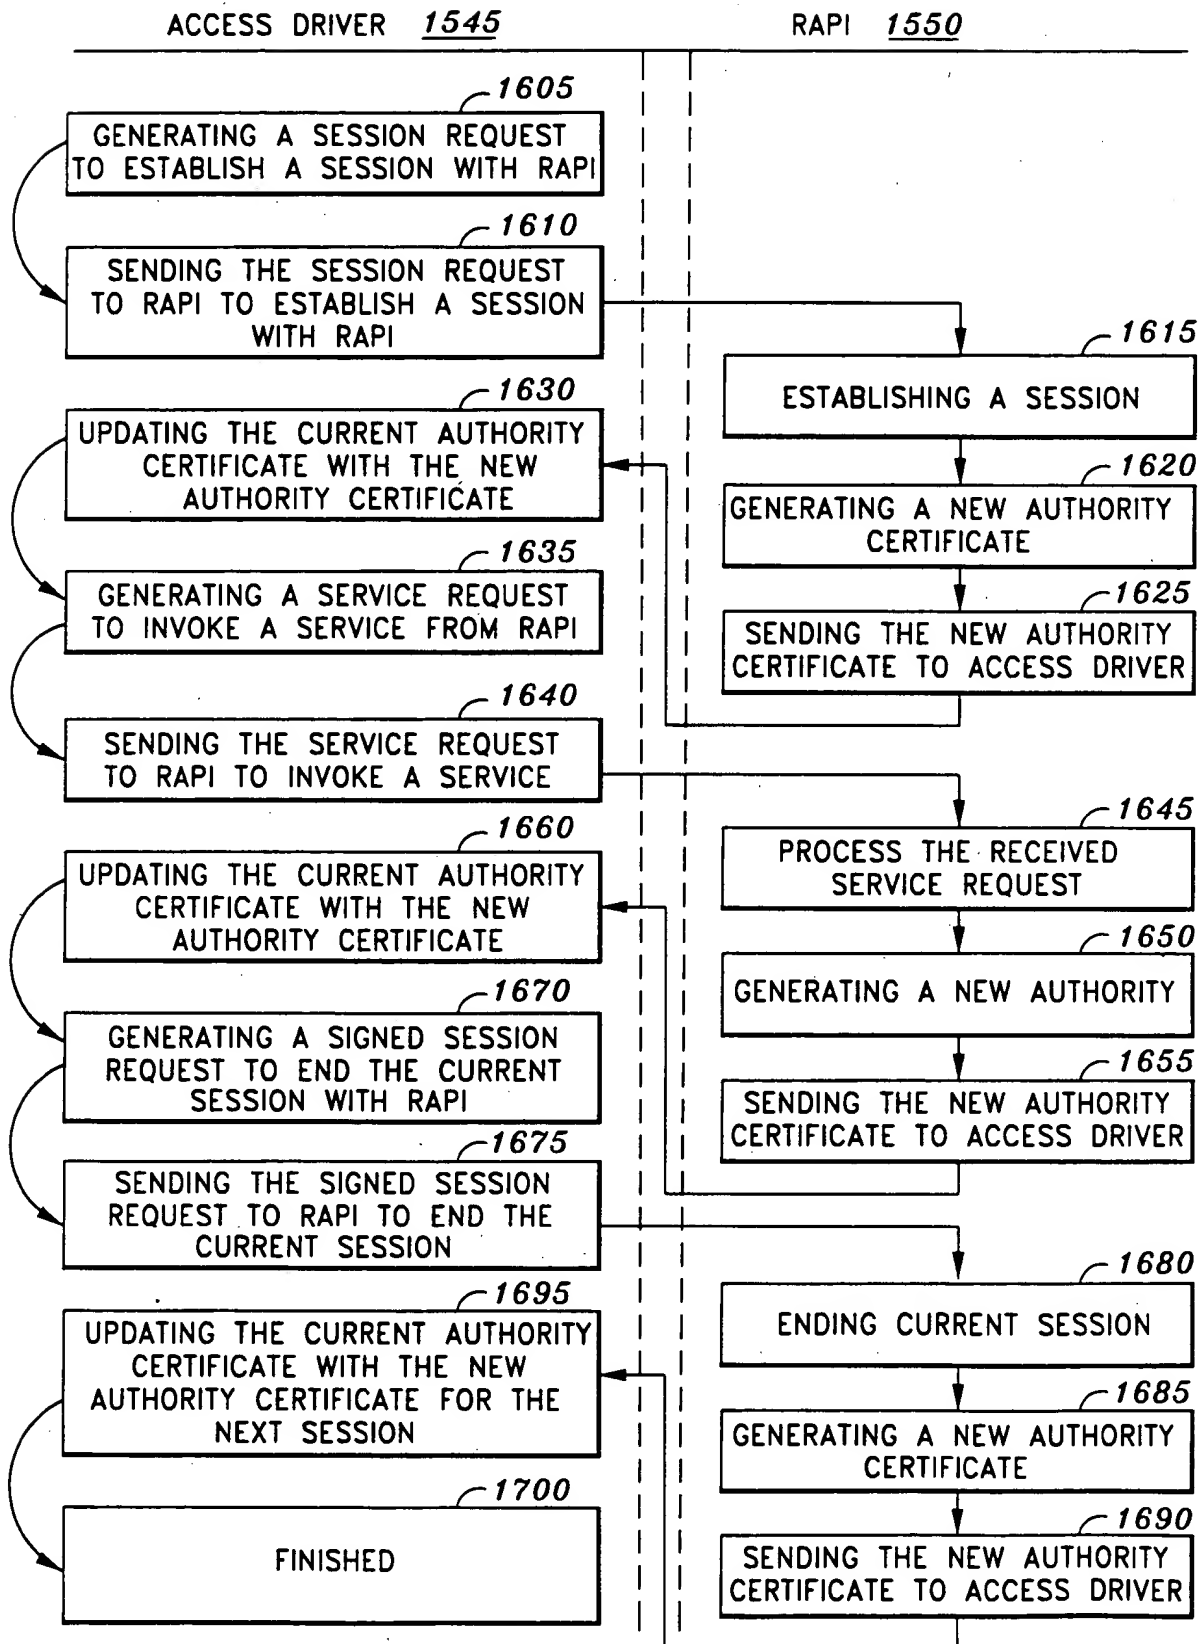 ACCESS DRIVER 1545
RAPI 1550
1605
GENERATING A SESSION REQUEST
TO ESTABLISH A SESSION WITH RAPI
1610
SENDING THE SESSION REQUEST
TO RAPI TO ESTABLISH A SESSION
WITH RAPI
1615
ESTABLISHING A SESSION
1620
GENERATING A NEW AUTHORITY
CERTIFICATE
1625
SENDING THE NEW AUTHORITY
CERTIFICATE TO ACCESS DRIVER
1630
UPDATING THE CURRENT AUTHORITY
CERTIFICATE WITH THE NEW
AUTHORITY CERTIFICATE
1635
GENERATING A SERVICE REQUEST
TO INVOKE A SERVICE FROM RAPI
1640
SENDING THE SERVICE REQUEST
TO RAPI TO INVOKE A SERVICE
1645
PROCESS THE RECEIVED
SERVICE REQUEST
1650
GENERATING A NEW AUTHORITY
1655
SENDING THE NEW AUTHORITY
CERTIFICATE TO ACCESS DRIVER
1660
UPDATING THE CURRENT AUTHORITY
CERTIFICATE WITH THE NEW
AUTHORITY CERTIFICATE
1670
GENERATING A SIGNED SESSION
REQUEST TO END THE CURRENT
SESSION WITH RAPI
1675
SENDING THE SIGNED SESSION
REQUEST TO RAPI TO END THE
CURRENT SESSION
1680
ENDING CURRENT SESSION
1685
GENERATING A NEW AUTHORITY
CERTIFICATE
1690
SENDING THE NEW AUTHORITY
CERTIFICATE TO ACCESS DRIVER
1695
UPDATING THE CURRENT AUTHORITY
CERTIFICATE WITH THE NEW
AUTHORITY CERTIFICATE FOR THE
NEXT SESSION
1700
FINISHED